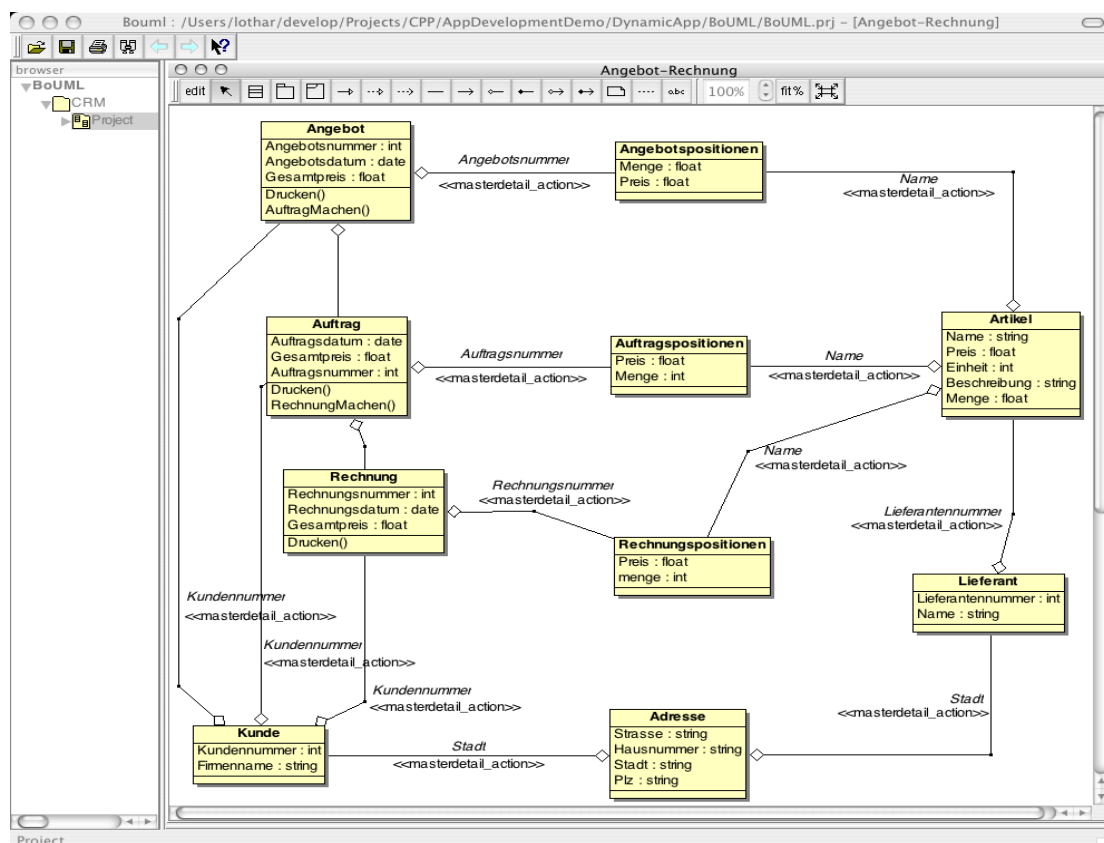 Bouml : /Users/lothar/develop/Projects/CPP/AppDevelopmentDemo/DynamicApp/BoUML/BoUML.prj – [Angebot-Rechnung]
browser
BoUML
CRM
Project
Angebot-Rechnung
edit
abc
100%
fit%
Angebot
Angebotsnummer : int
Angebotsdatum : date
Gesamtpreis : float
Drucken()
AuftragMachen()
Angebotsnummer
<<masterdetail_action>>
Angebotspositionen
Menge : float
Preis : float
Name
<<masterdetail_action>>
Auftrag
Auftragsdatum : date
Gesamtpreis : float
Auftragsnummer : int
Drucken()
RechnungMachen()
Auftragsnummer
<<masterdetail_action>>
Auftragspositionen
Preis : float
Menge : int
Name
<<masterdetail_action>>
Artikel
Name : string
Preis : float
Einheit : int
Beschreibung : string
Menge : float
Name
<<masterdetail_action>>
Rechnung
Rechnungsnummer : int
Rechnungsdatum : date
Gesamtpreis : float
Drucken()
Rechnungsnummer
<<masterdetail_action>>
Rechnungspositionen
Preis : float
menge : int
Lieferantennummer
<<masterdetail_action>>
Lieferant
Lieferantennummer : int
Name : string
Kundennummer
<<masterdetail_action>>
Kundennummer
<<masterdetail_action>>
Kundennummer
<<masterdetail_action>>
Stadt
<<masterdetail_action>>
Kunde
Kundennummer : int
Firmenname : string
Stadt
<<masterdetail_action>>
Adresse
Strasse : string
Hausnummer : string
Stadt : string
Plz : string
Project